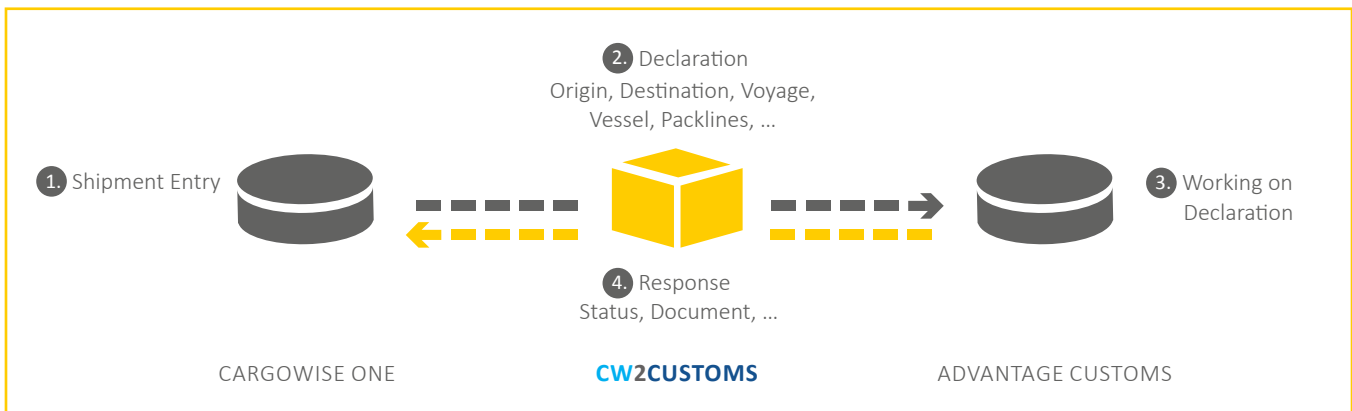 2. Declaration
Origin, Destination, Voyage,
Vessel, Packlines, ...
1. Shipment Entry
3. Working on
Declaration
4. Response
Status, Document, ...
CARGOWISE ONE
CW2CUSTOMS
ADVANTAGE CUSTOMS